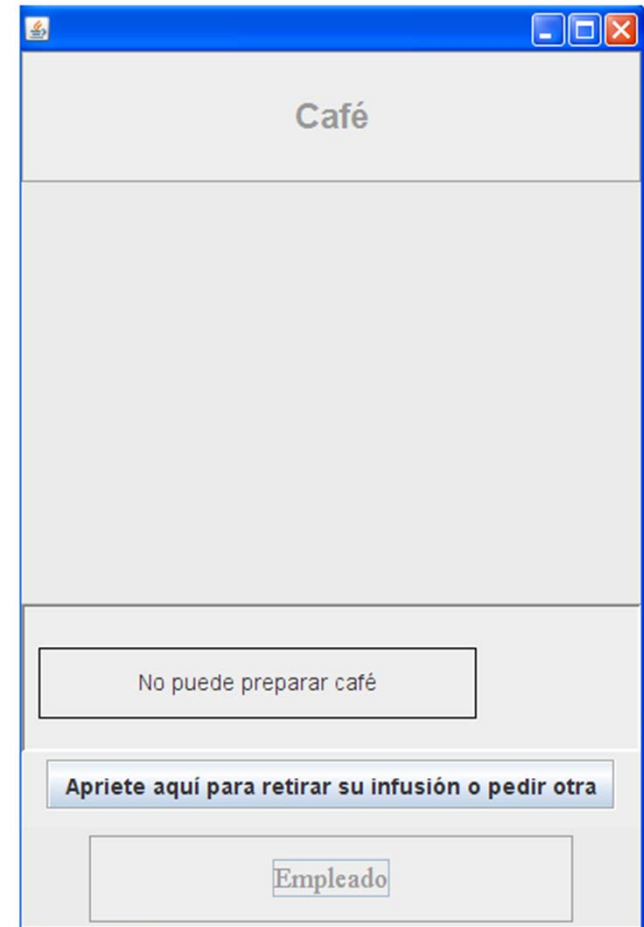 Café
No puede preparar café
Apriete aquí para retirar su infusión o pedir otra
Empleado